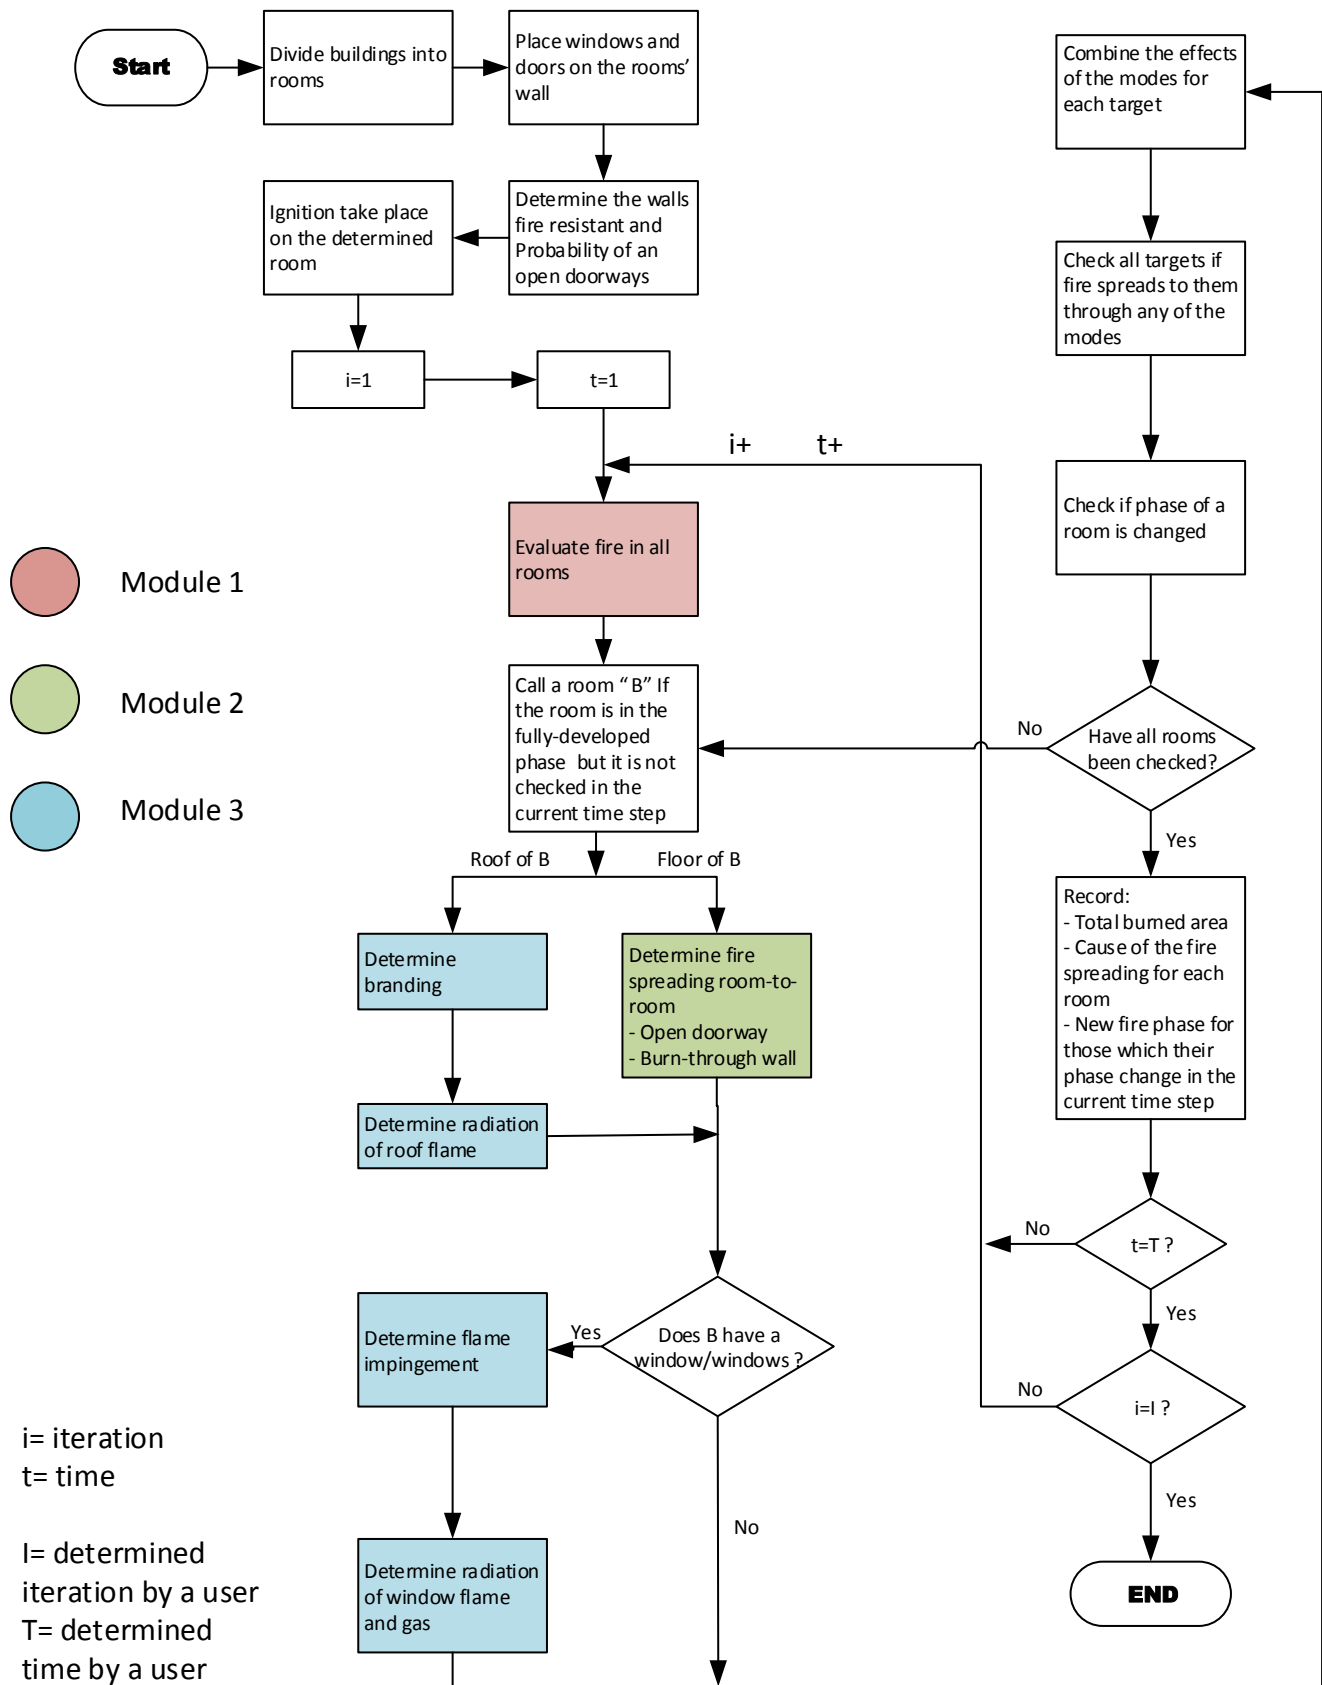 Start
Divide buildings into
rooms
Place windows and
doors on the rooms’
wall
Determine the walls
fire resistant and
Probability of an
open doorways
Ignition take place
on the determined
room
i=1
t=1
i+
t+
Evaluate fire in all
rooms
Call a room “B” If
the room is in the
fully-developed
phase but it is not
checked in the
current time step
Roof of B
Floor of B
Determine
branding
Determine fire
spreading room-to-
room
- Open doorway
- Burn-through wall
Determine radiation
of roof flame
Does B have a
window/windows ?
Yes
No
Determine flame
impingement
Determine radiation
of window flame
and gas
Combine the effects
of the modes for
each target
Check all targets if
fire spreads to them
through any of the
modes
Check if phase of a
room is changed
Have all rooms
been checked?
No
Yes
Record:
- Total burned area
- Cause of the fire
spreading for each
room
- New fire phase for
those which their
phase change in the
current time step
t=T ?
No
Yes
i=I ?
No
Yes
END
Module 1
Module 2
Module 3
i= iteration
t= time
I= determined
iteration by a user
T= determined
time by a user